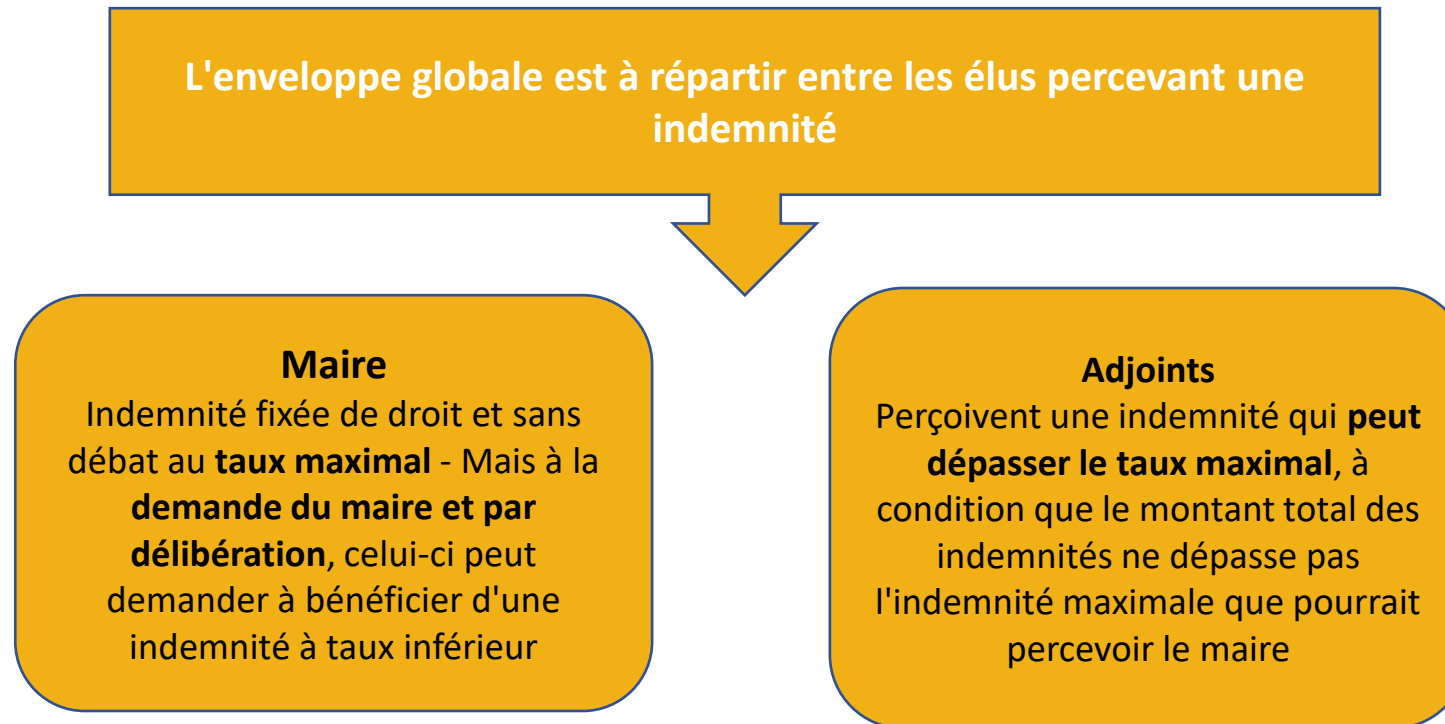 L'enveloppe globale est à répartir entre les élus percevant une
indemnité
Maire
Indemnité fixée de droit et sans
débat au taux maximal - Mais à la
demande du maire et par
délibération, celui-ci peut
demander à bénéficier d'une
indemnité à taux inférieur
Adjoints
Perçoivent une indemnité qui peut
dépasser le taux maximal, à
condition que le montant total des
indemnités ne dépasse pas
l'indemnité maximale que pourrait
percevoir le maire